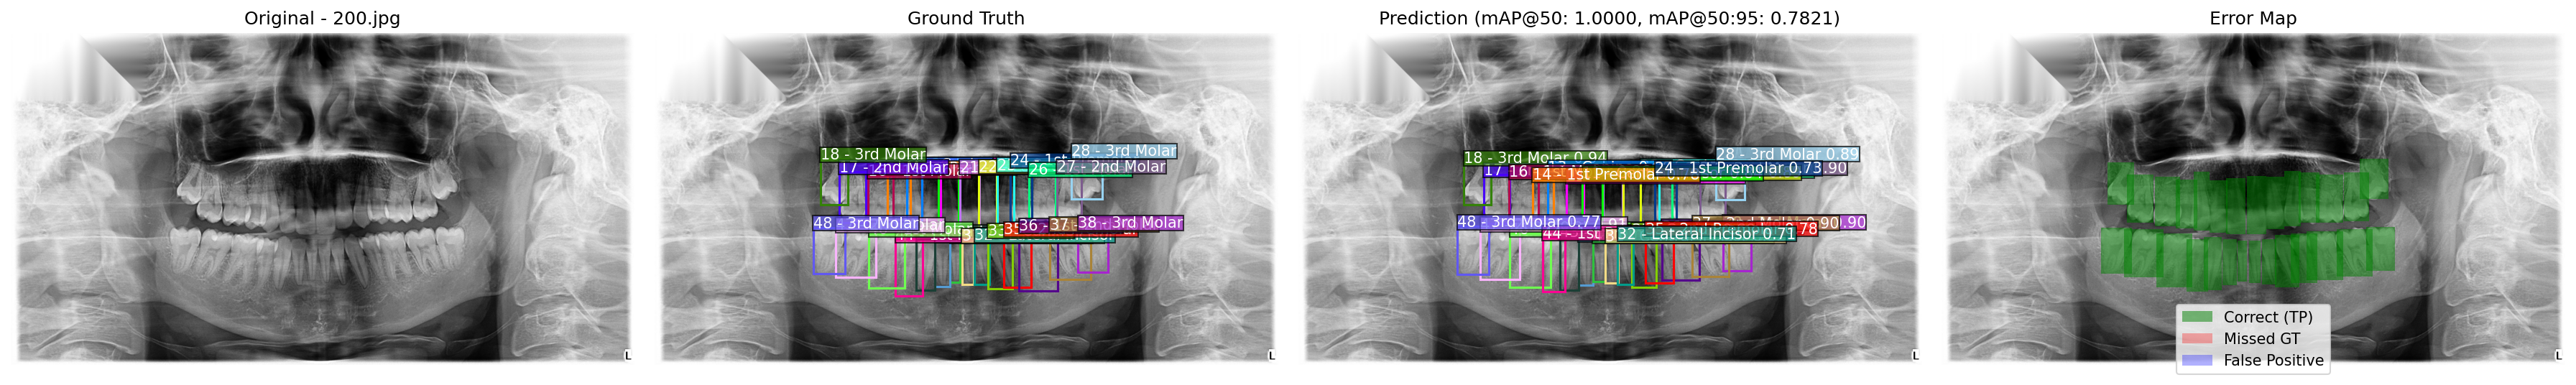 Original - 200.jpg
L
Ground Truth
18 - 3rd Molar
17 - 2nd Molar
21
22
24 - 1st
28 - 3rd Molar
26
27 - 2nd Molar
48 - 3rd Molar
36 -
37
38 - 3rd Molar
33
35
L
Prediction (mAP@50: 1.0000, mAP@50:95: 0.7821)
18 - 3rd Molar 0.94
28 - 3rd Molar 0.89
17
16
14 - 1st Premola
24 - 1st Premolar 0.73
.90
48 - 3rd Molar 0.77
.90
0.90
78
44 - 1st
32 - Lateral Incisor 0.71
L
Error Map
L
Correct (TP)
Missed GT
False Positive